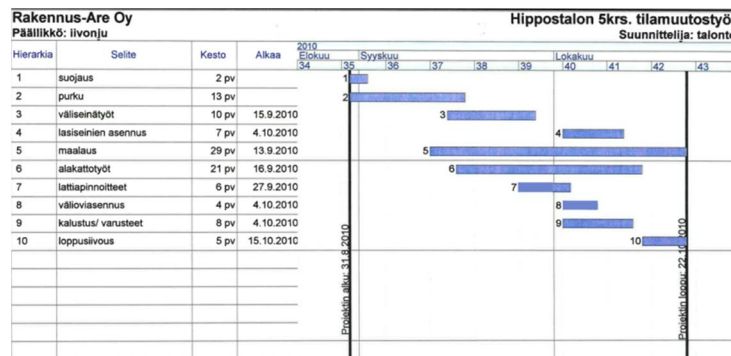 Rakennus-Are Oy
Hippostalon 5krs. tilamuutostyö
Päällikkö: iivonju
Suunnittelija: talonto
Hierarkia Selite Kesto Alkaa
2010
Elokuu Syyskuu Lokakuu
34 35 36 37 38 39 40 41 42 43
1 suojaus 2 pv 1
2 purku 13 pv 2
3 väliseinätyöt 10 pv 15.9.2010 3
4 lasiseinien asennus 7 pv 4.10.2010 4
5 maalaus 29 pv 13.9.2010 5
6 alakattotyöt 21 pv 16.9.2010 6
7 lattiapinnoitteet 6 pv 27.9.2010 7
8 välioviasennus 4 pv 4.10.2010 8
9 kalustus/ varusteet 8 pv 4.10.2010 9
10 loppusiivous 5 pv 15.10.2010 10
Projektin alku: 31.8.2010
Projektin loppu: 22.10.2010